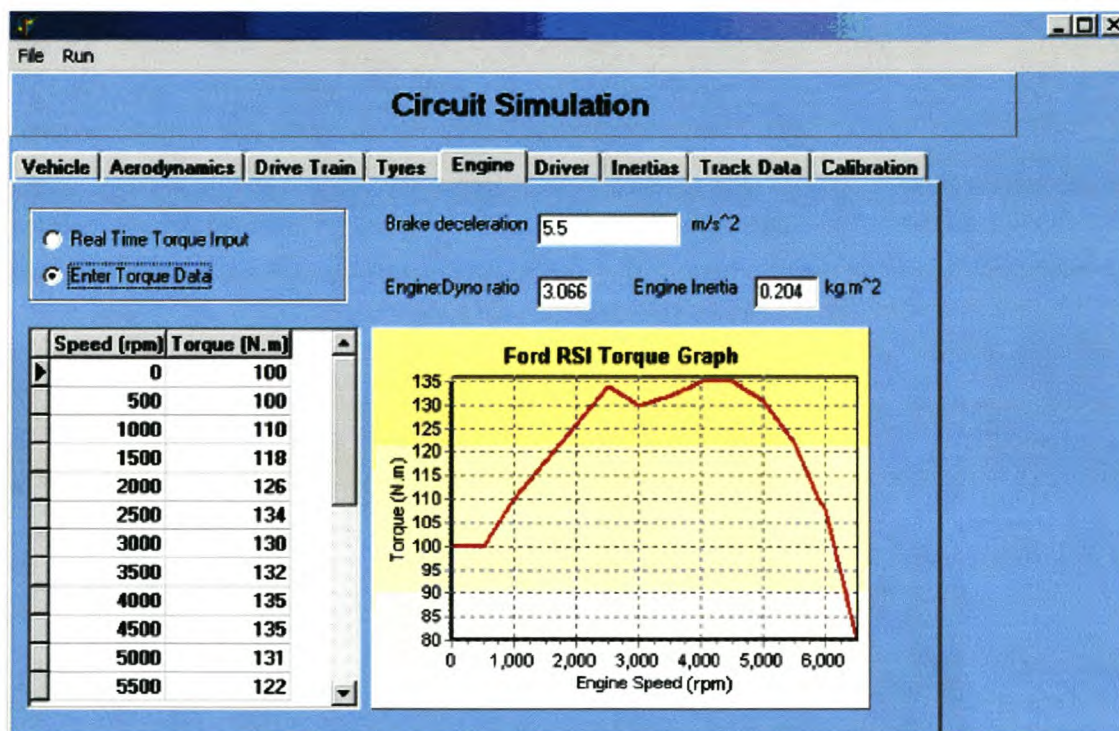 File Run
Circuit Simulation
Vehicle Aerodynamics Drive Train Tyres Engine Driver Inertias Track Data Calibration
Real Time Torque Input
Enter Torque Data
Brake deceleration 5.5 m/s^2
Engine:Dyno ratio 3.066 Engine Inertia 0.204 kg.m^2
Speed (rpm) Torque (N.m)
0 100
500 100
1000 110
1500 118
2000 126
2500 134
3000 130
3500 132
4000 135
4500 135
5000 131
5500 122
Ford RSI Torque Graph
Torque (N.m)
135
130
125
120
115
110
105
100
95
90
85
80
0 1,000 2,000 3,000 4,000 5,000 6,000
Engine Speed (rpm)